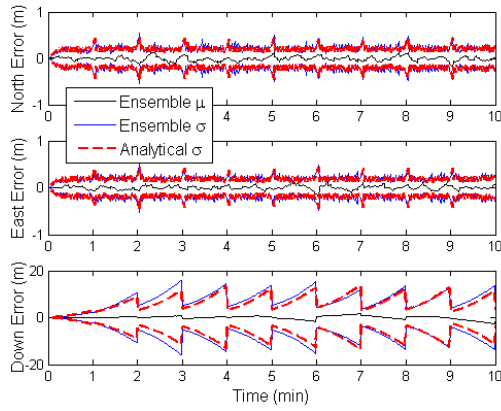 North Error (m)
1
0
-1
0 1 2 3 4 5 6 7 8 9 10
Ensemble μ
Ensemble σ
Analytical σ
East Error (m)
1
0
-1
0 1 2 3 4 5 6 7 8 9 10
Down Error (m)
20
0
-20
0 1 2 3 4 5 6 7 8 9 10
Time (min)